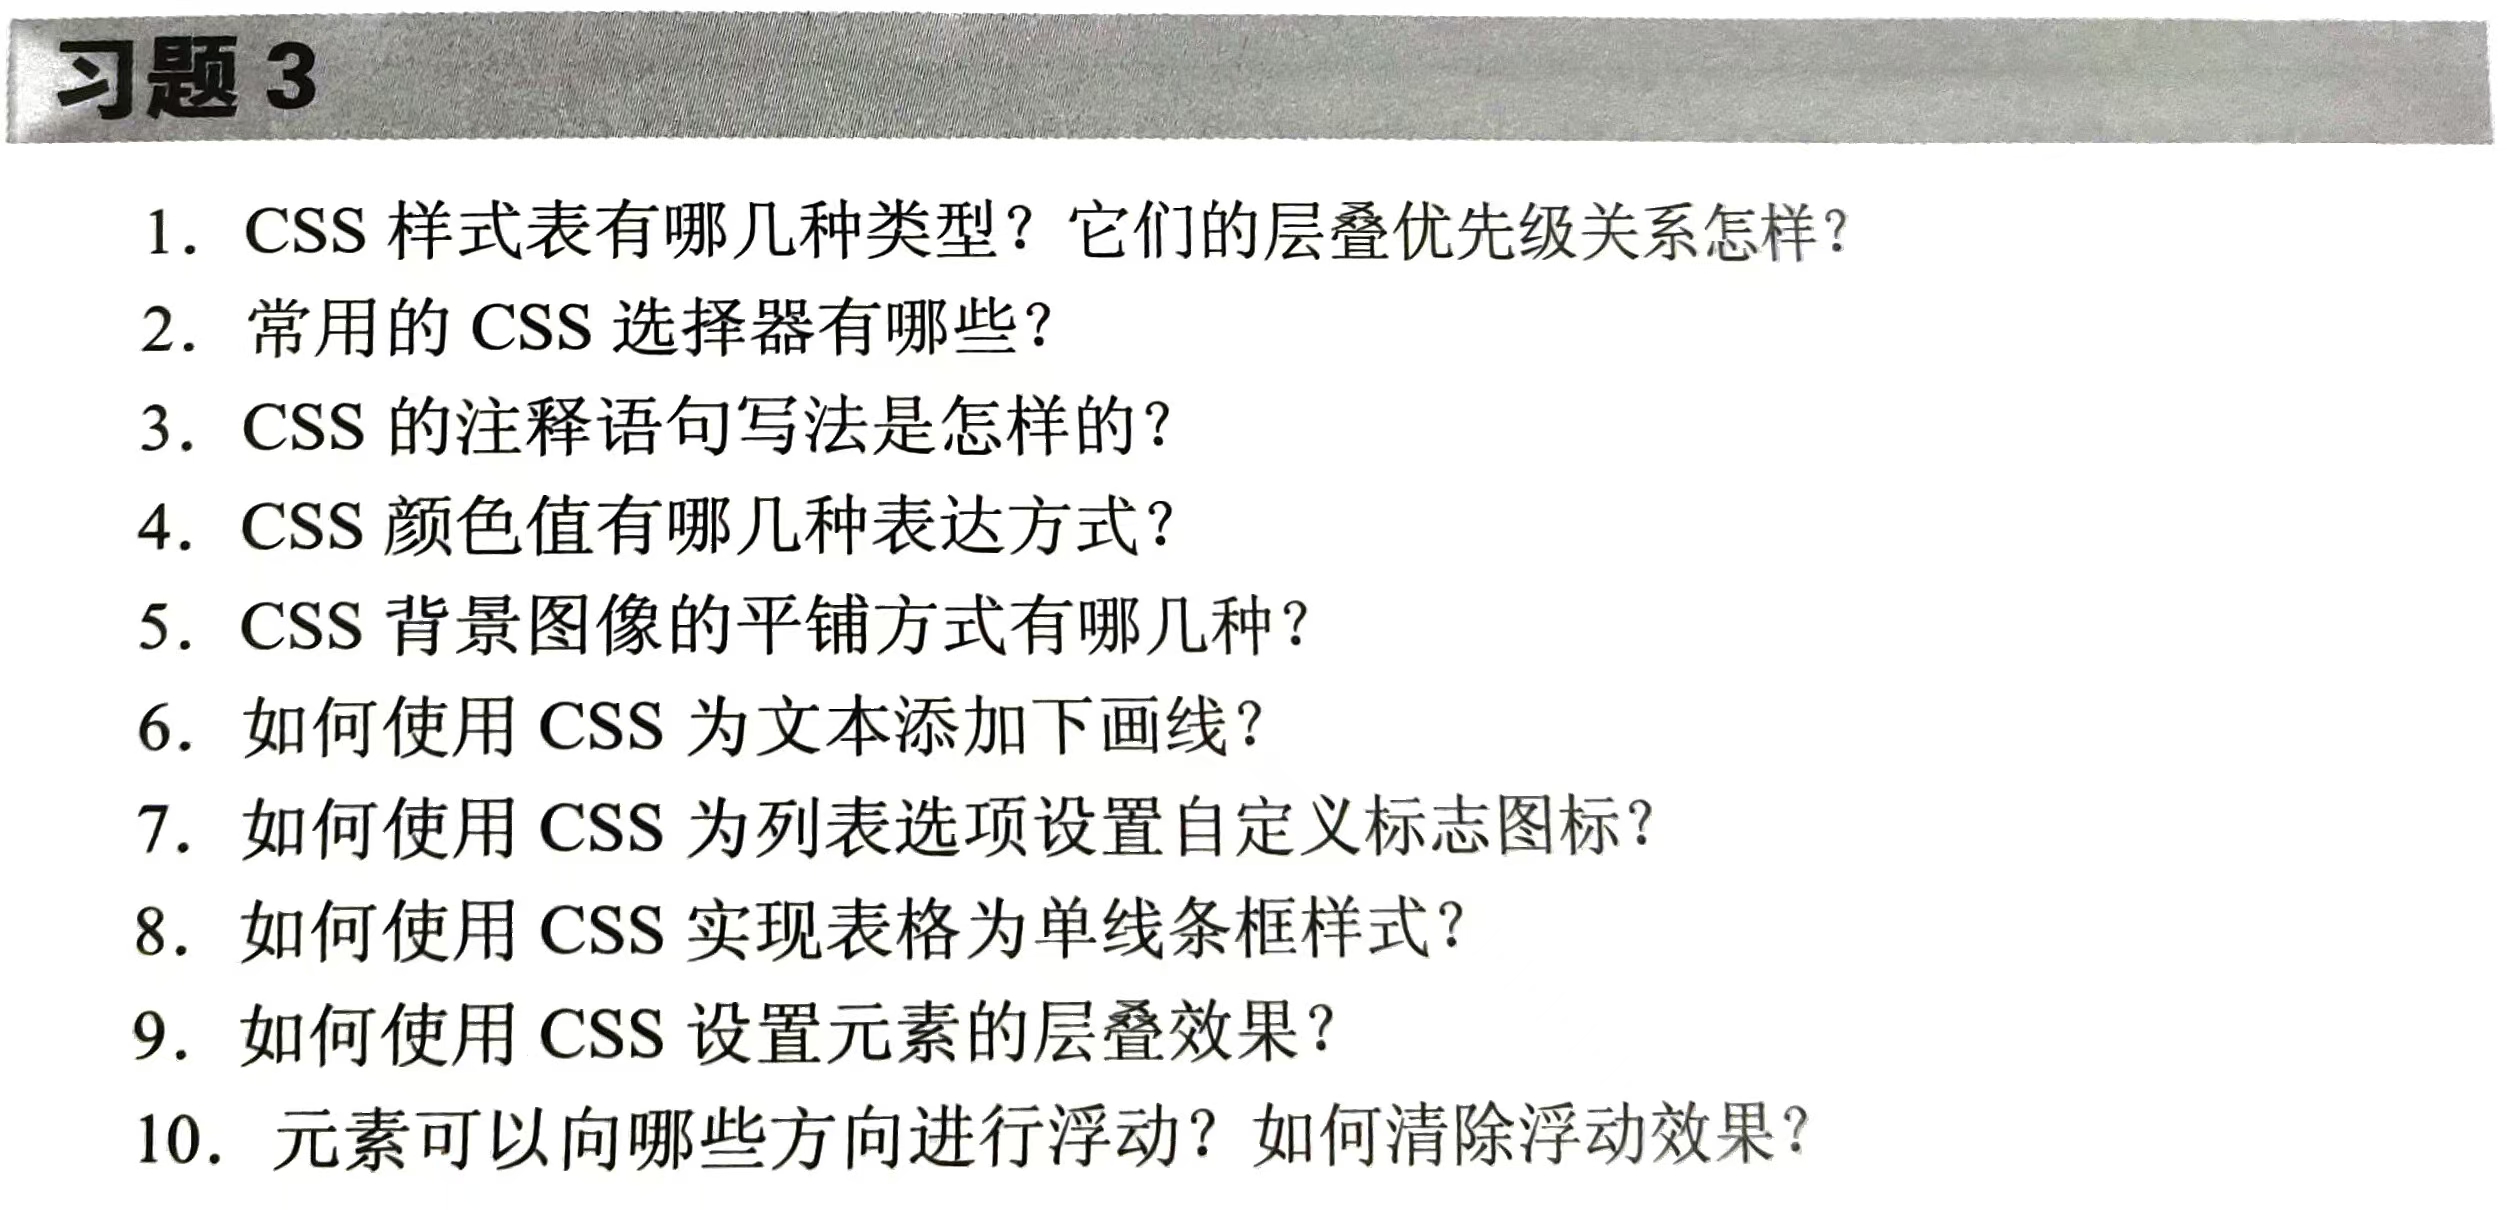 习题 3
1. CSS 样式表有哪几种类型？它们的层叠优先级关系怎样？
2. 常用的 CSS 选择器有哪些？
3. CSS 的注释语句写法是怎样的？
4. CSS 颜色值有哪几种表达方式？
5. CSS 背景图像的平铺方式有哪几种？
6. 如何使用 CSS 为文本添加下画线？
7. 如何使用 CSS 为列表选项设置自定义标志图标？
8. 如何使用 CSS 实现表格为单线条框样式？
9. 如何使用 CSS 设置元素的层叠效果？
10. 元素可以向哪些方向进行浮动？如何清除浮动效果？